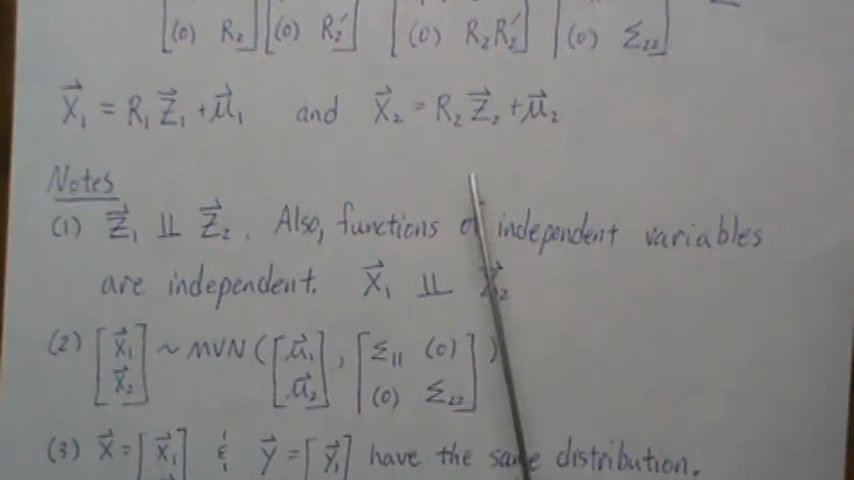 [(0) R₂] [(0) R₂'] [(0) R₂R₂'] [(0) Σ₂₂]
X⃗₁ = R₁ Z⃗₁ + μ⃗₁ and X⃗₂ = R₂ Z⃗₂ + μ⃗₂
Notes
(1) Z⃗₁ ⫫ Z⃗₂. Also, functions of independent variables
are independent. X⃗₁ ⫫ X⃗₂
(2) [X⃗₁ X⃗₂] ~ MVN ( [μ⃗₁ μ⃗₂] , [Σ₁₁ (0) (0) Σ₂₂] )
(3) X⃗ = [X⃗₁] & Y⃗ = [Y⃗₁] have the same distribution.